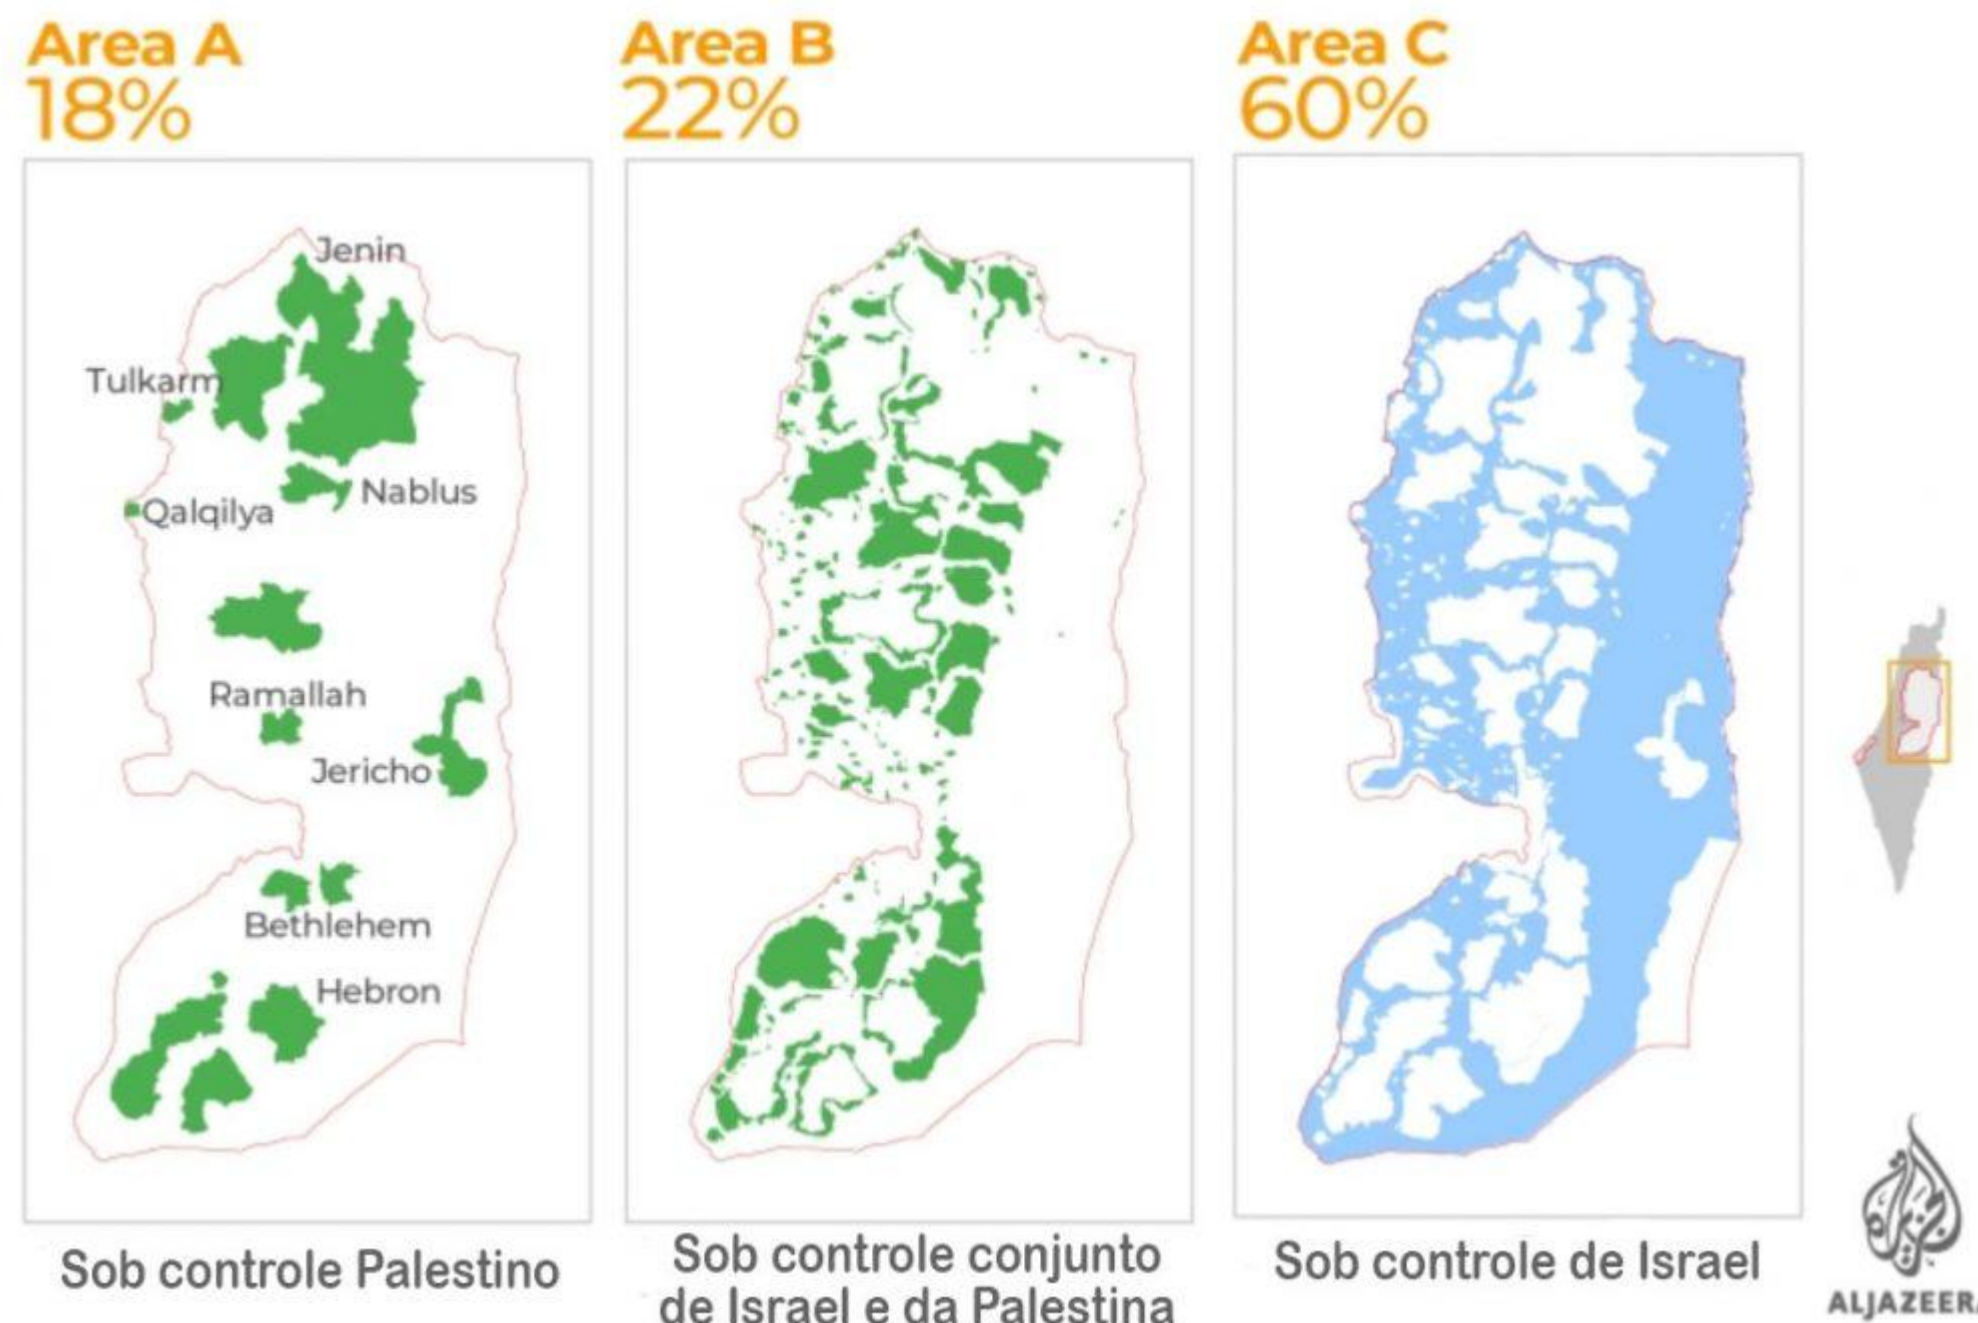 Area A
18%
Area B
22%
Area C
60%
Jenin
Tulkarm
Nablus
Qalqilya
Ramallah
Jericho
Bethlehem
Hebron
Sob controle Palestino
Sob controle conjunto
de Israel e da Palestina
Sob controle de Israel
ALJAZEERA